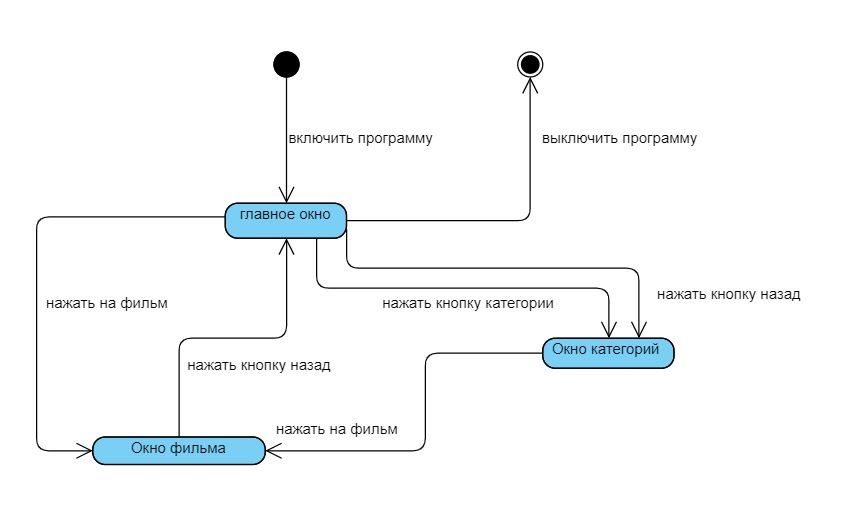 включить программу
выключить программу
главное окно
нажать на фильм
нажать кнопку категории
нажать кнопку назад
Окно категорий
нажать кнопку назад
нажать на фильм
Окно фильма